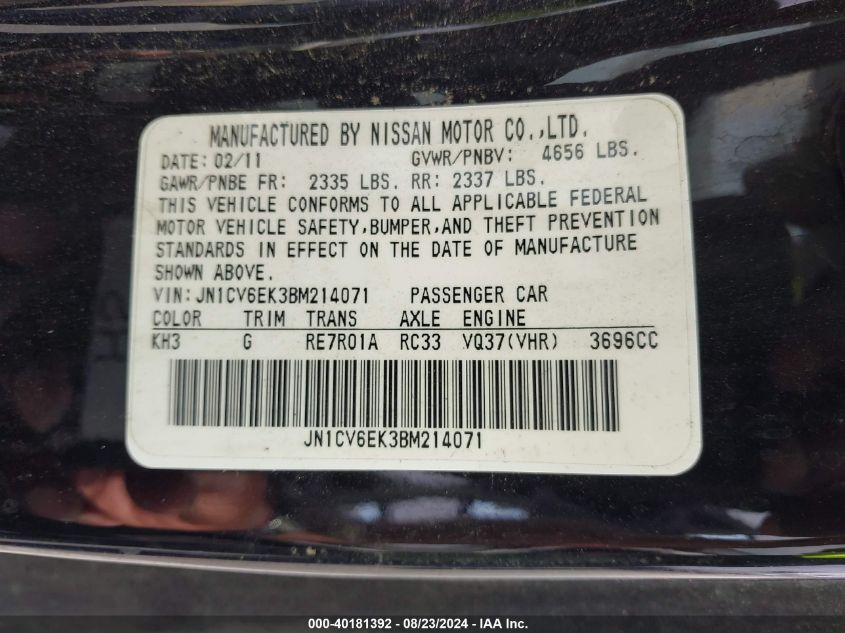 MANUFACTURED BY NISSAN MOTOR CO.,LTD.
DATE: 02/11 GVWR/PNBV: 4656 LBS.
GAWR/PNBE FR: 2335 LBS. RR: 2337 LBS.
THIS VEHICLE CONFORMS TO ALL APPLICABLE FEDERAL
MOTOR VEHICLE SAFETY,BUMPER,AND THEFT PREVENTION
STANDARDS IN EFFECT ON THE DATE OF MANUFACTURE
SHOWN ABOVE.
VIN:JN1CV6EK3BM214071 PASSENGER CAR
COLOR TRIM TRANS AXLE ENGINE
KH3 G RE7R01A RC33 VQ37(VHR) 3696CC
JN1CV6EK3BM214071
000-40181392 - 08/23/2024 - IAA Inc.